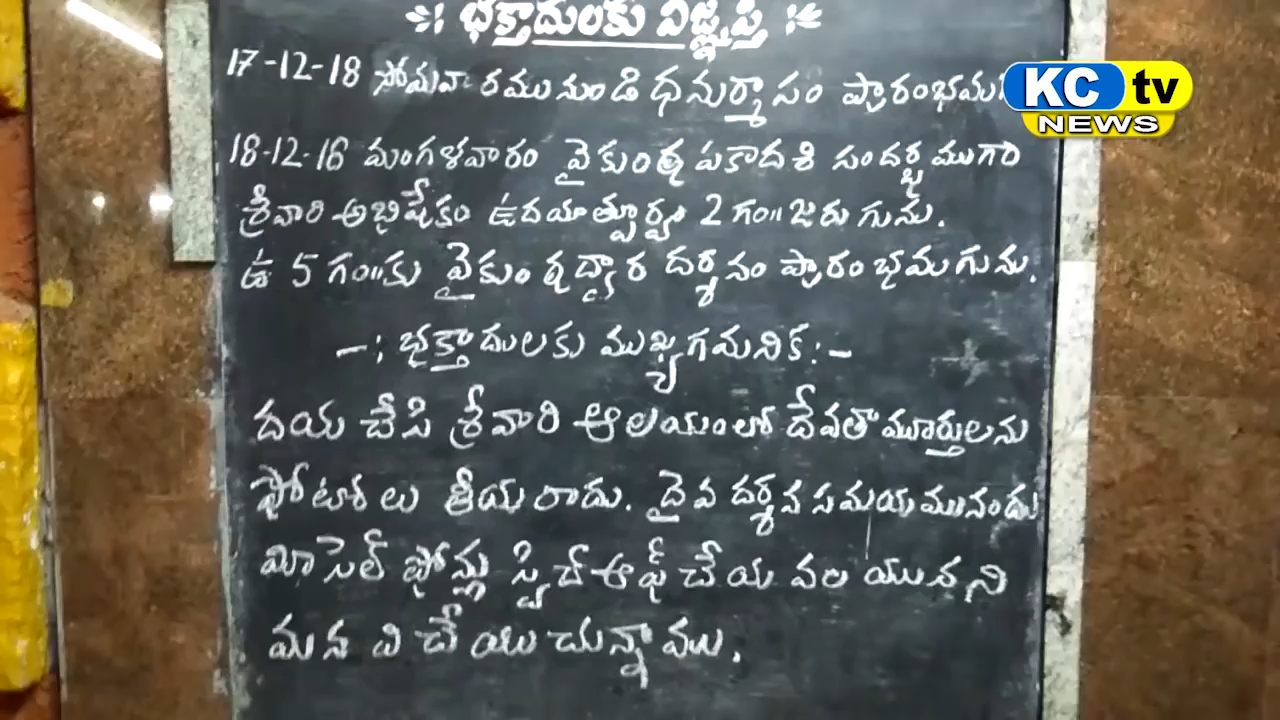 భక్తాదులకు విజ్ఞప్తి
17-12-18 సోమవారము నుండి ధనుర్మాసం ప్రారంభమ
KC tv
NEWS
18-12-16 మంగళవారం వైకుంఠ ఏకాదశి సందర్భముగా
శ్రీవారి అభిషేకం ఉదయాత్పూర్వం 2 గం॥ జరుగును.
ఉ 5 గం॥కు వైకుంఠద్వార దర్శనం ప్రారంభమగును.
-: భక్తాదులకు ముఖ్యగమనిక:-
దయ చేసి శ్రీవారి ఆలయంలో దేవతా మూర్తులను
ఫోటోలు తీయరాదు. దైవ దర్శన సమయమునందు
మీ సెల్ ఫోన్లు స్విచ్ ఆఫ్ చేయ వలయునని
మనవి చేయుచున్నాము.